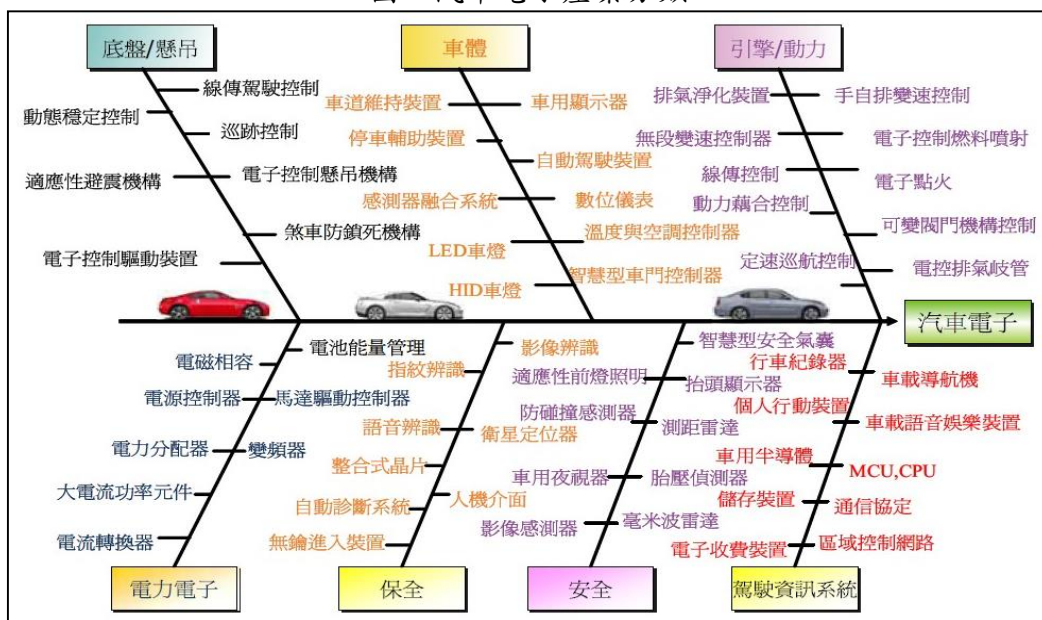 底盤/懸吊
線傳駕駛控制
動態穩定控制
巡跡控制
適應性避震機構
電子控制懸吊機構
煞車防鎖死機構
電子控制驅動裝置
車體
車道維持裝置
車用顯示器
停車輔助裝置
自動駕駛裝置
感測器融合系統
數位儀表
LED車燈
溫度與空調控制器
HID車燈
智慧型車門控制器
引擎/動力
排氣淨化裝置
手自排變速控制
無段變速控制器
電子控制燃料噴射
線傳控制
電子點火
動力藕合控制
可變閥門機構控制
定速巡航控制
電控排氣岐管
汽車電子
電池能量管理
電磁相容
電源控制器
馬達驅動控制器
電力分配器
變頻器
大電流功率元件
電流轉換器
電力電子
影像辨識
指紋辨識
語音辨識
衛星定位器
整合式晶片
人機介面
自動診斷系統
無鑰進入裝置
保全
智慧型安全氣囊
適應性前燈照明
抬頭顯示器
防碰撞感測器
測距雷達
車用夜視器
胎壓偵測器
影像感測器
毫米波雷達
安全
行車紀錄器
車載導航機
個人行動裝置
車載語音娛樂裝置
車用半導體
MCU,CPU
儲存裝置
通信協定
電子收費裝置
區域控制網路
駕駛資訊系統